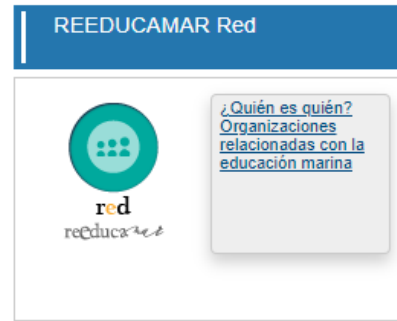 REEDUCAMAR Red
¿Quién es quién?
Organizaciones
relacionadas con la
educación marina
red
reeducamar